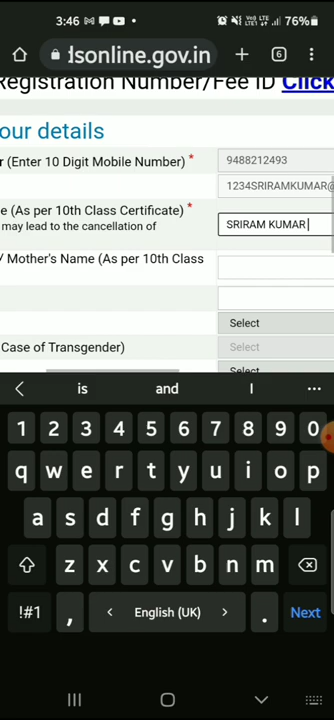 3:46 76%
dsonline.gov.in + 6
Registration Number/Fee ID Click
our details
r (Enter 10 Digit Mobile Number) * 9488212493
1234SRIRAMKUMAR@
e (As per 10th Class Certificate) *
may lead to the cancellation of SRIRAM KUMAR
/ Mother's Name (As per 10th Class
Select
Case of Transgender) Select
Select
is and I
1 2 3 4 5 6 7 8 9 0
q w e r t y u i o p
a s d f g h j k l
z x c v b n m
!#1 , < English (UK) > . Next